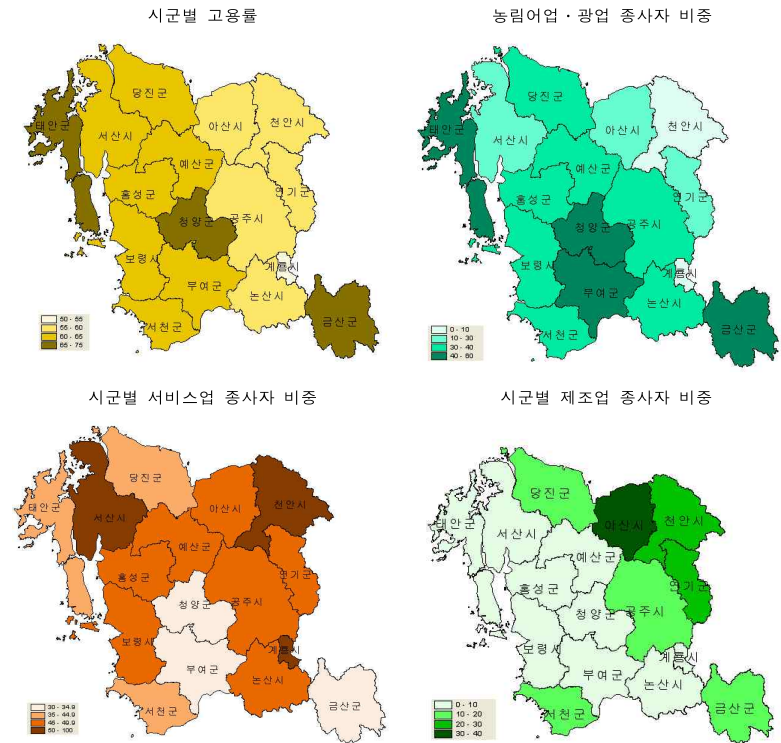 시군별 고용률
당진군
태안군
서산시
아산시
천안시
예산군
홍성군
연기군
청양군
공주시
보령시
계룡시
부여군
논산시
서천군
금산군
50 - 55
55 - 60
60 - 65
65 - 75
농림어업·광업 종사자 비중
당진군
태안군
서산시
아산시
천안시
예산군
홍성군
연기군
청양군
공주시
보령시
계룡시
부여군
논산시
서천군
금산군
0 - 10
10 - 30
30 - 40
40 - 60
시군별 서비스업 종사자 비중
당진군
태안군
서산시
아산시
천안시
예산군
홍성군
연기군
청양군
공주시
보령시
계룡시
부여군
논산시
서천군
금산군
30 - 34.9
35 - 44.9
45 - 49.9
50 - 100
시군별 제조업 종사자 비중
당진군
태안군
서산시
아산시
천안시
예산군
홍성군
연기군
청양군
공주시
보령시
계룡시
부여군
논산시
서천군
금산군
0 - 10
10 - 20
20 - 30
30 - 40